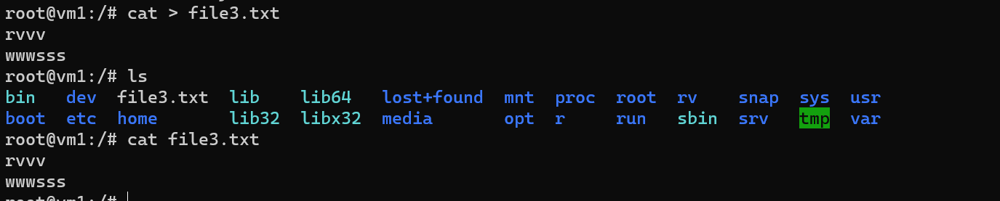 root@vm1:/# cat > file3.txt
rvvv
wwwsss
root@vm1:/# ls
bin   dev  file3.txt  lib    lib64   lost+found  mnt  proc  root  rv    snap  sys  usr
boot  etc  home       lib32  libx32  media       opt  r     run   sbin  srv   tmp  var
root@vm1:/# cat file3.txt
rvvv
wwwsss
root@vm1:/#